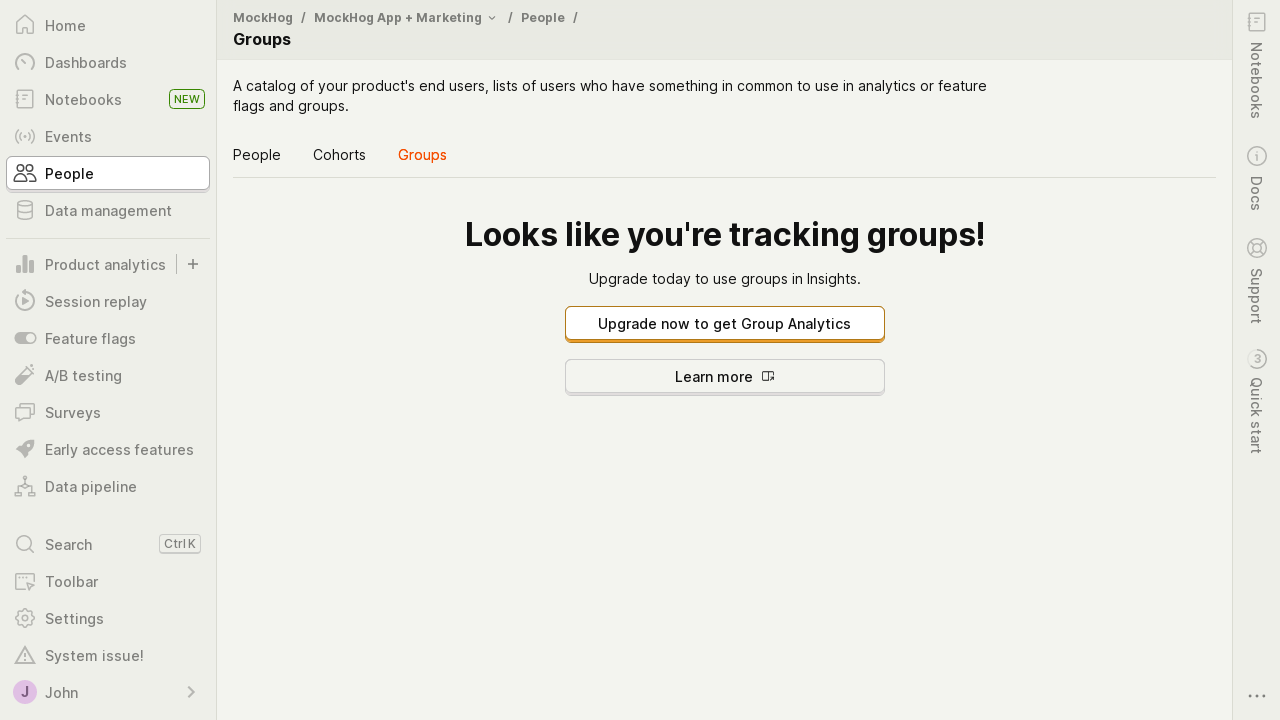 Home
Dashboards
Notebooks NEW
Events
People
Data management
Product analytics
Session replay
Feature flags
A/B testing
Surveys
Early access features
Data pipeline
Search Ctrl K
Toolbar
Settings
System issue!
J John
MockHog / MockHog App + Marketing / People /
Groups
A catalog of your product's end users, lists of users who have something in common to use in analytics or feature
flags and groups.
People Cohorts Groups
Looks like you're tracking groups!
Upgrade today to use groups in Insights.
Upgrade now to get Group Analytics
Learn more
Notebooks
Docs
Support
3 Quick start